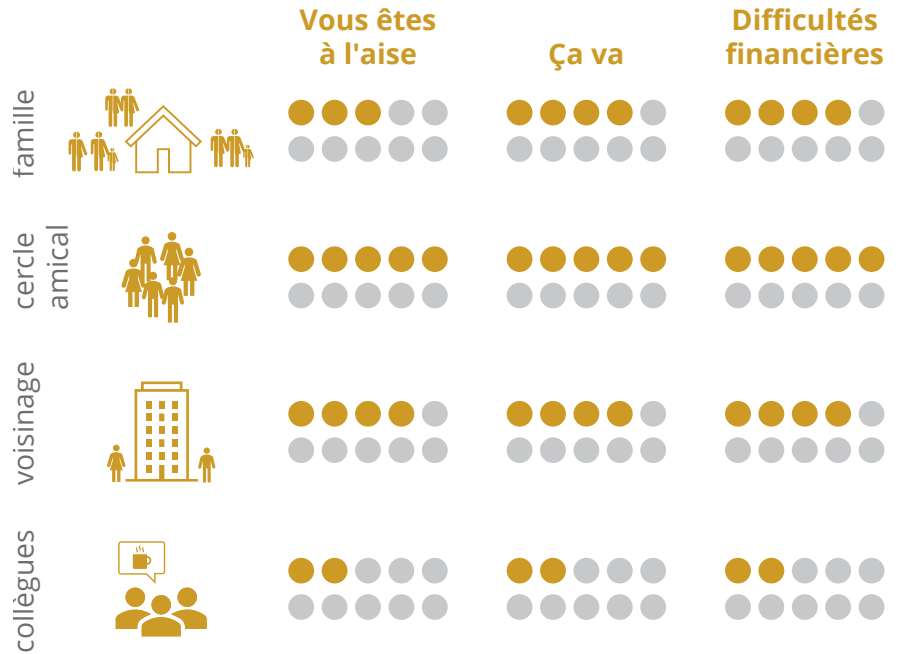 Vous êtes
à l'aise
Ça va
Difficultés
financières
famille
cercle
amical
voisinage
collègues